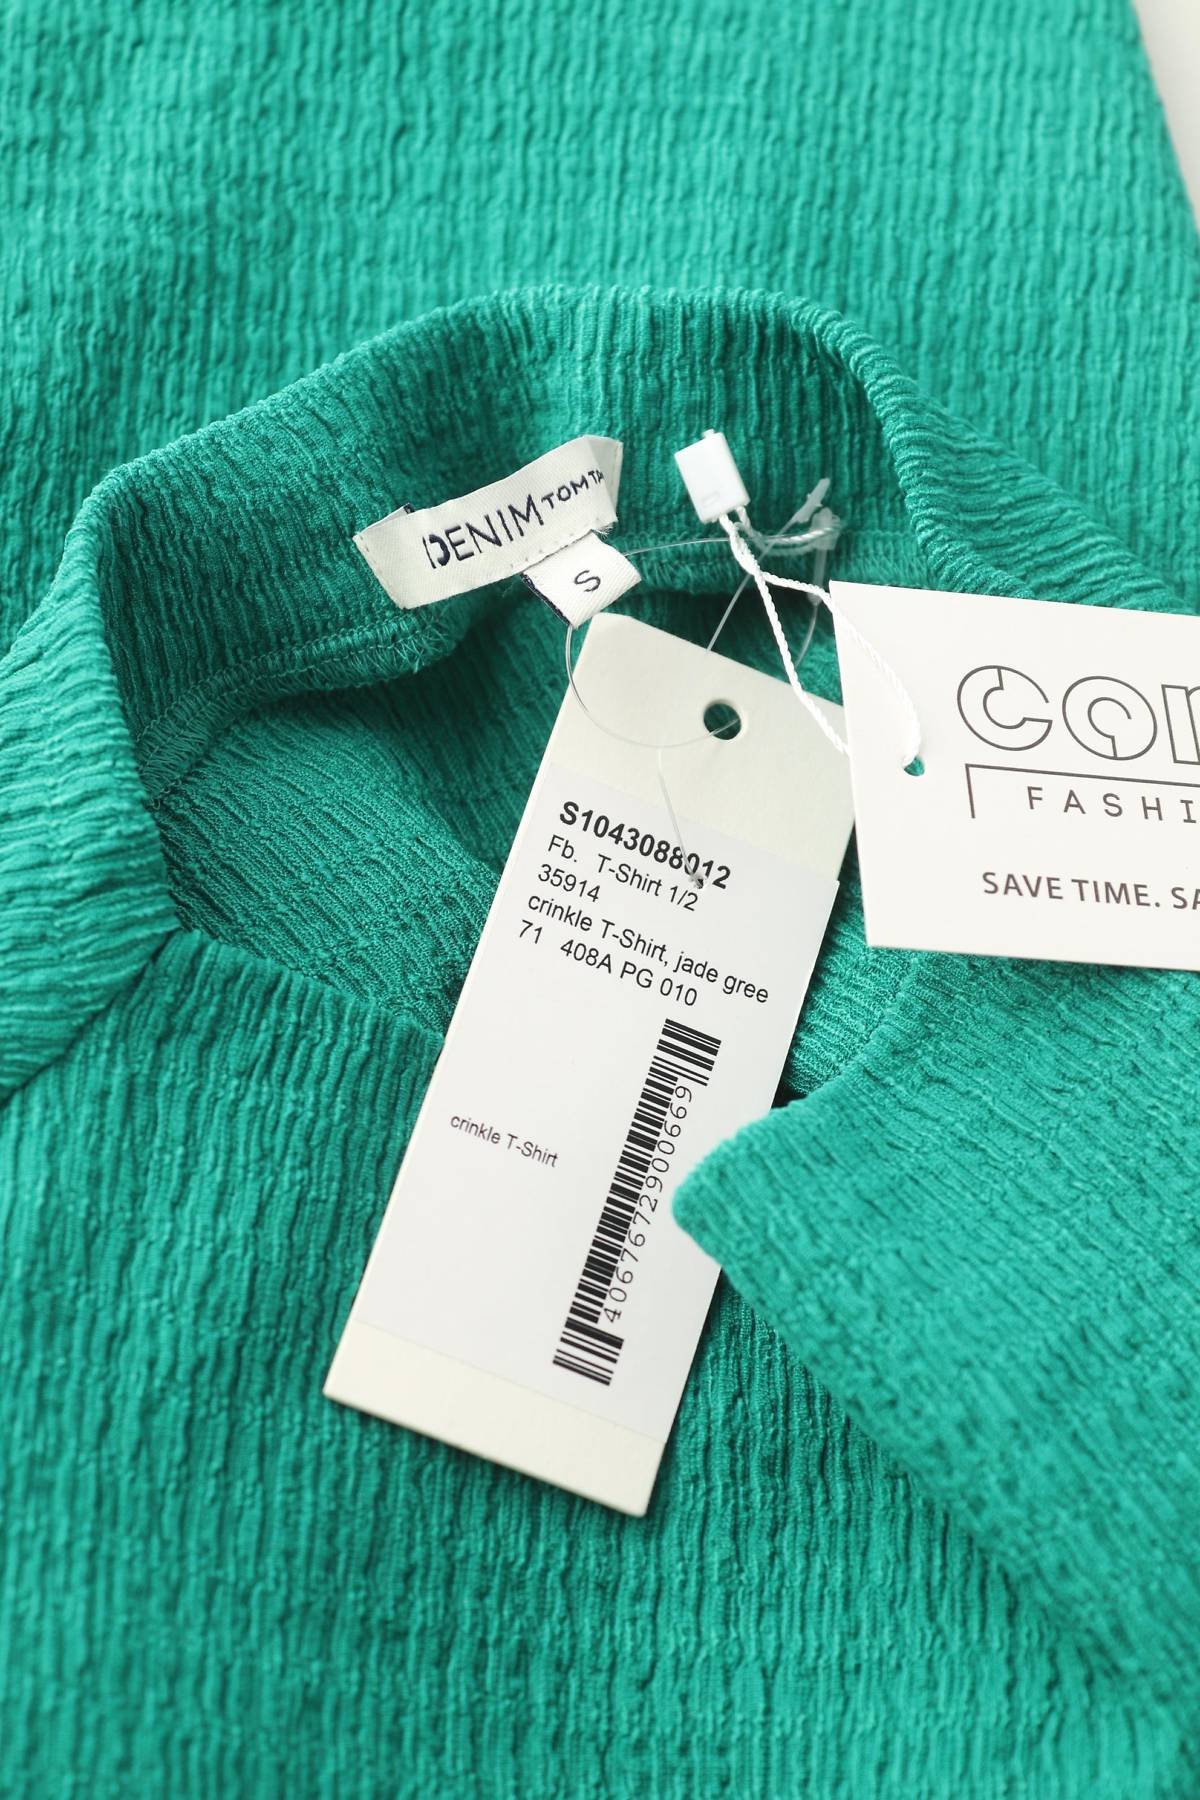 DENIM TOM TA
S
S1043088012
Fb. T-Shirt 1/2
35914
crinkle T-Shirt, jade gree
71 408A PG 010
crinkle T-Shirt
4067672900669
FASHI
SAVE TIME. SA